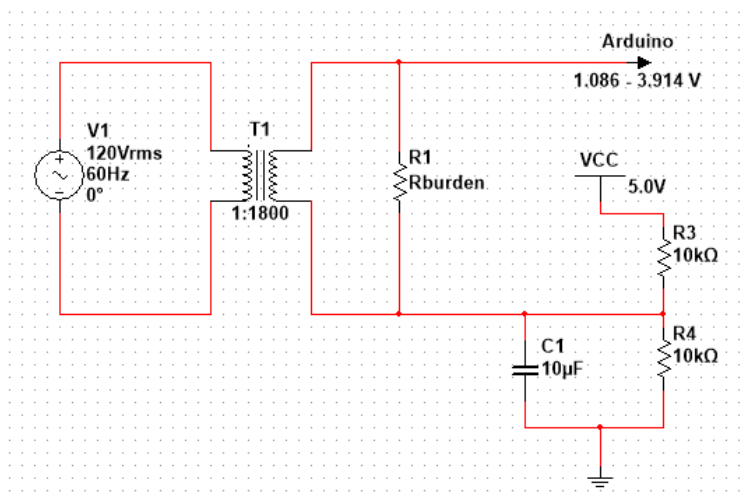 Arduino
1.086 - 3.914 V
V1
120Vrms
60Hz
0°
T1
1:1800
R1
Rburden
VCC
5.0V
R3
10kΩ
R4
10kΩ
C1
10µF